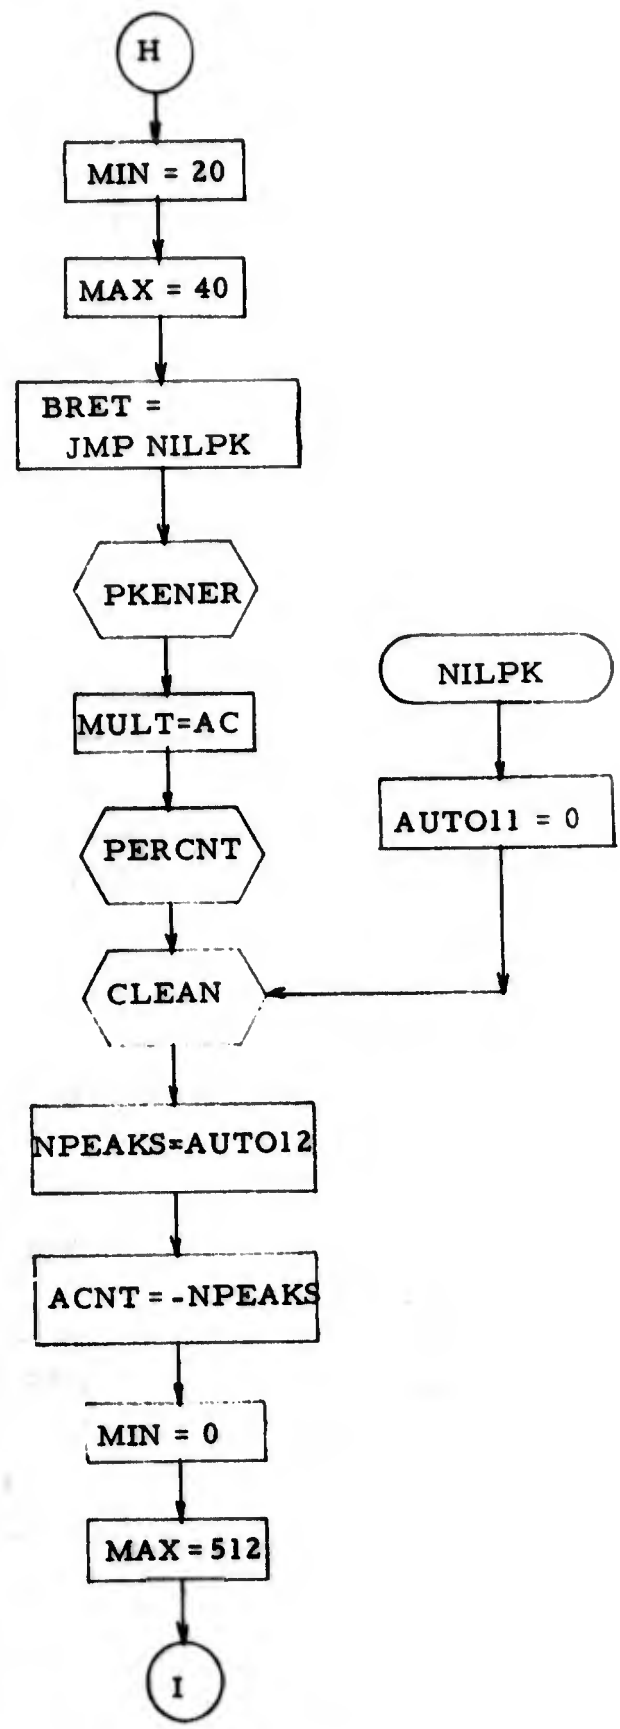 H
MIN = 20
MAX = 40
BRET =
JMP NILPK
PKENER
MULT=AC
PERCNT
CLEAN
NPEAKS=AUTO12
ACNT = -NPEAKS
MIN = 0
MAX = 512
I
NILPK
AUTO11 = 0